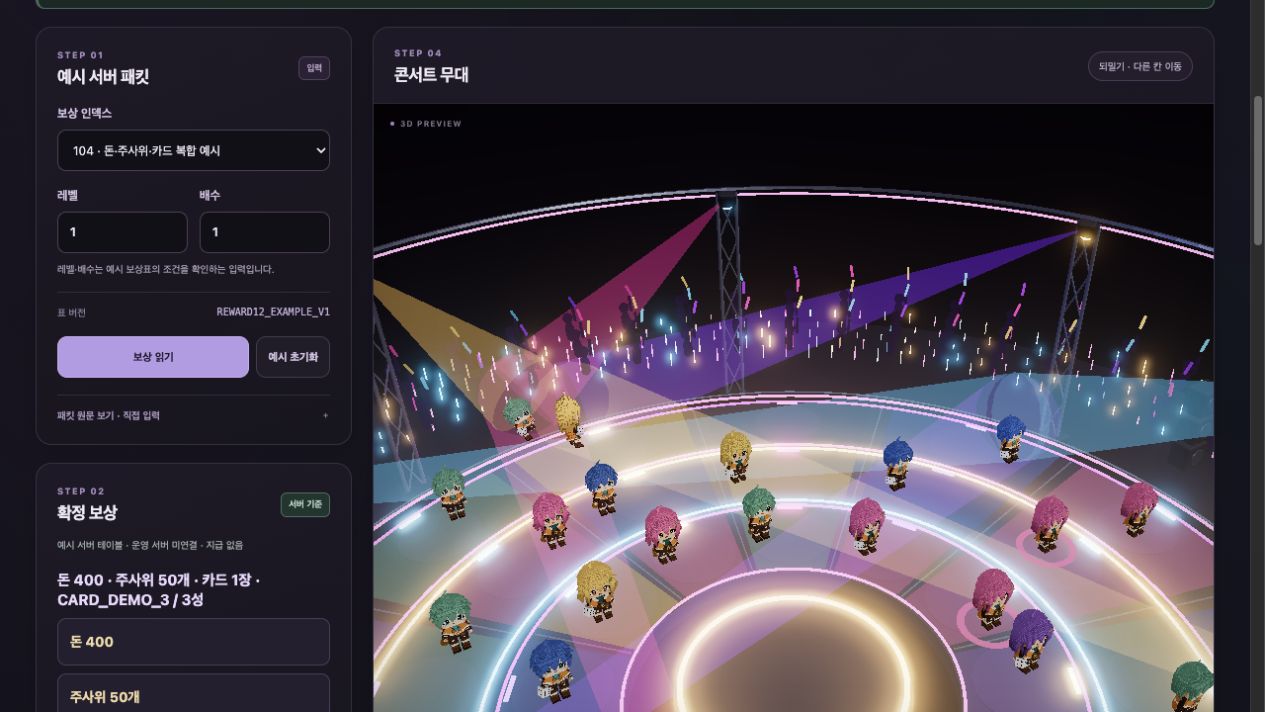 STEP 01
예시 서버 패킷
입력
보상 인덱스
104 · 돈·주사위·카드 복합 예시
레벨
배수
1
1
레벨·배수는 예시 보상표의 조건을 확인하는 입력입니다.
표 버전
REWARD12_EXAMPLE_V1
보상 읽기
예시 초기화
패킷 원문 보기 · 직접 입력
+
STEP 02
확정 보상
서버 기준
예시 서버 테이블 · 운영 서버 미연결 · 지급 없음
돈 400 · 주사위 50개 · 카드 1장 ·
CARD_DEMO_3 / 3성
돈 400
주사위 50개
STEP 04
콘서트 무대
되밀기 · 다른 칸 이동
3D PREVIEW